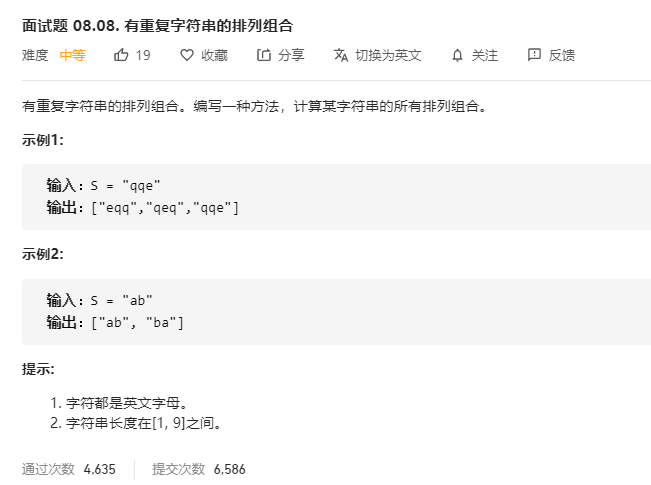 面试题 08.08. 有重复字符串的排列组合
难度 中等 19 收藏 分享 切换为英文 关注 反馈
有重复字符串的排列组合。编写一种方法，计算某字符串的所有排列组合。
示例1:
输入：S = "qqe"
输出：["eqq","qeq","qqe"]
示例2:
输入：S = "ab"
输出：["ab", "ba"]
提示:
1. 字符都是英文字母。
2. 字符串长度在[1, 9]之间。
通过次数 4,635 提交次数 6,586